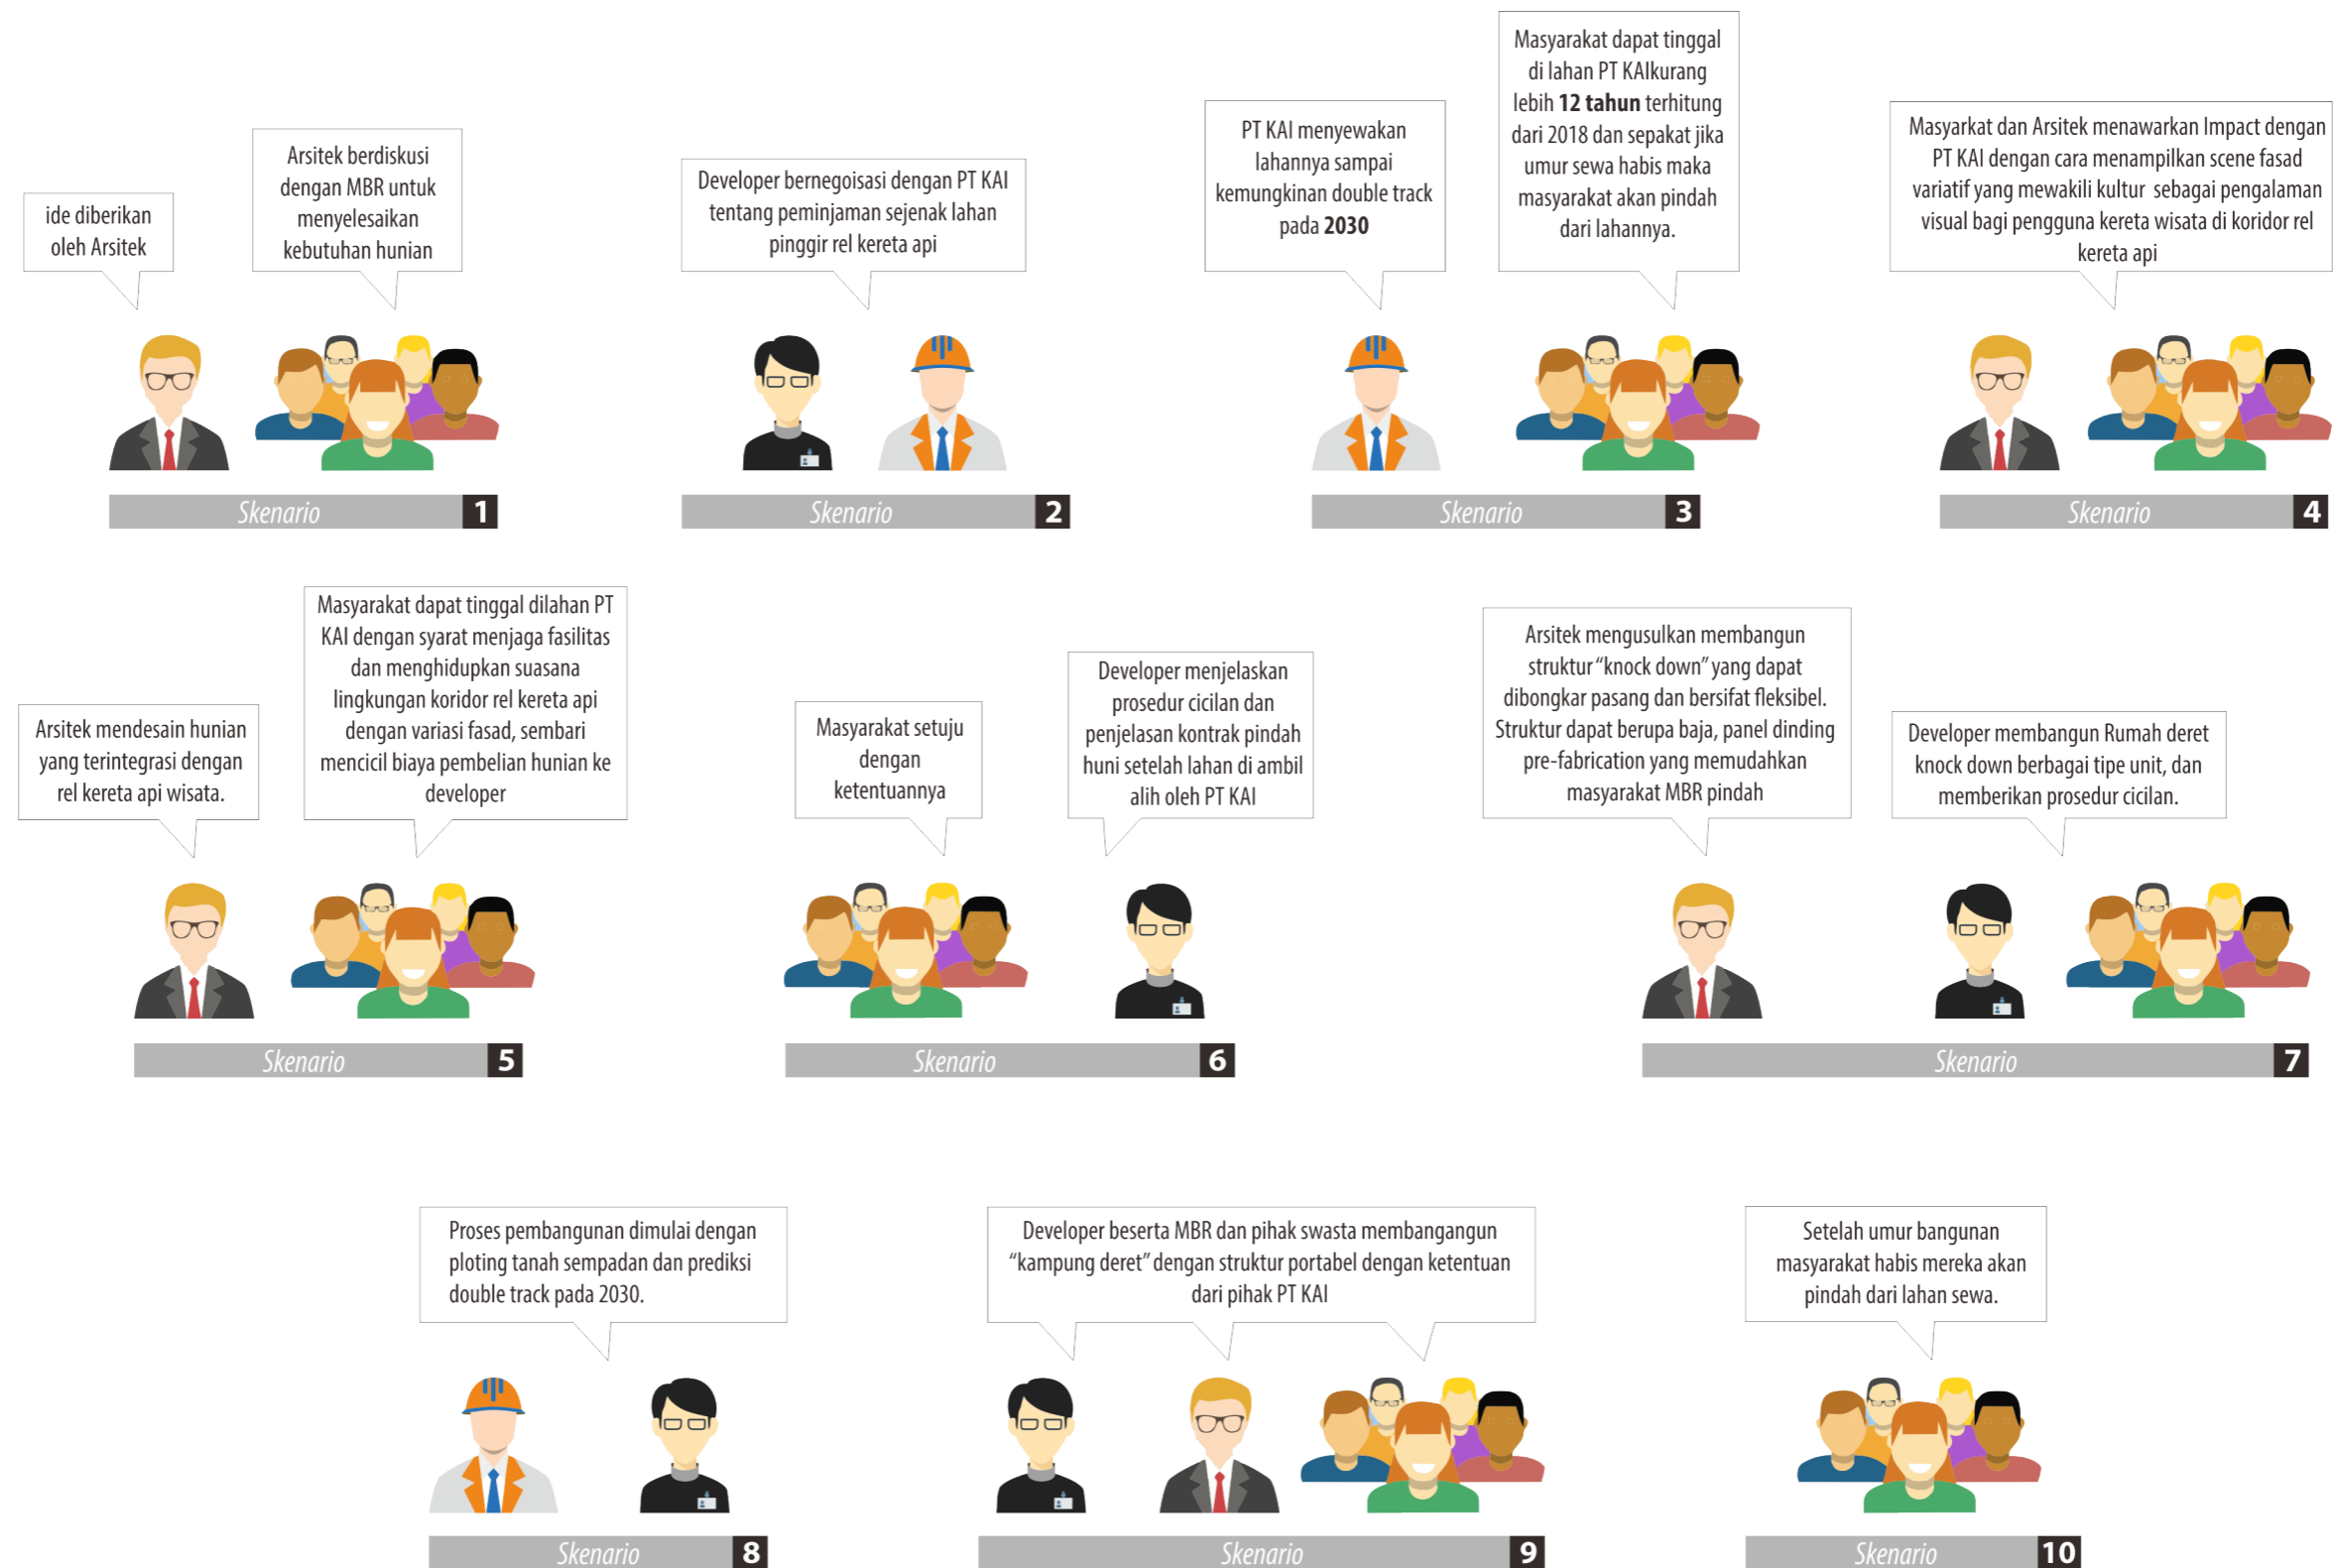 ide diberikan
oleh Arsitek
Arsitek berdiskusi
dengan MBR untuk
menyelesaikan
kebutuhan hunian
Skenario 1
Developer bernegoisasi dengan PT KAI
tentang peminjaman sejenak lahan
pinggir rel kereta api
Skenario 2
PT KAI menyewakan
lahannya sampai
kemungkinan double track
pada 2030
Masyarakat dapat tinggal
di lahan PT KAIkurang
lebih 12 tahun terhitung
dari 2018 dan sepakat jika
umur sewa habis maka
masyarakat akan pindah
dari lahannya.
Skenario 3
Masyarkat dan Arsitek menawarkan Impact dengan
PT KAI dengan cara menampilkan scene fasad
variatif yang mewakili kultur sebagai pengalaman
visual bagi pengguna kereta wisata di koridor rel
kereta api
Skenario 4
Arsitek mendesain hunian
yang terintegrasi dengan
rel kereta api wisata.
Masyarakat dapat tinggal dilahan PT
KAI dengan syarat menjaga fasilitas
dan menghidupkan suasana
lingkungan koridor rel kereta api
dengan variasi fasad, sembari
mencicil biaya pembelian hunian ke
developer
Skenario 5
Masyarakat setuju
dengan
ketentuannya
Developer menjelaskan
prosedur cicilan dan
penjelasan kontrak pindah
huni setelah lahan di ambil
alih oleh PT KAI
Skenario 6
Arsitek mengusulkan membangun
struktur “knock down” yang dapat
dibongkar pasang dan bersifat fleksibel.
Struktur dapat berupa baja, panel dinding
pre-fabrication yang memudahkan
masyarakat MBR pindah
Developer membangun Rumah deret
knock down berbagai tipe unit, dan
memberikan prosedur cicilan.
Skenario 7
Proses pembangunan dimulai dengan
ploting tanah sempadan dan prediksi
double track pada 2030.
Skenario 8
Developer beserta MBR dan pihak swasta membangangun
“kampung deret” dengan struktur portabel dengan ketentuan
dari pihak PT KAI
Skenario 9
Setelah umur bangunan
masyarakat habis mereka akan
pindah dari lahan sewa.
Skenario 10